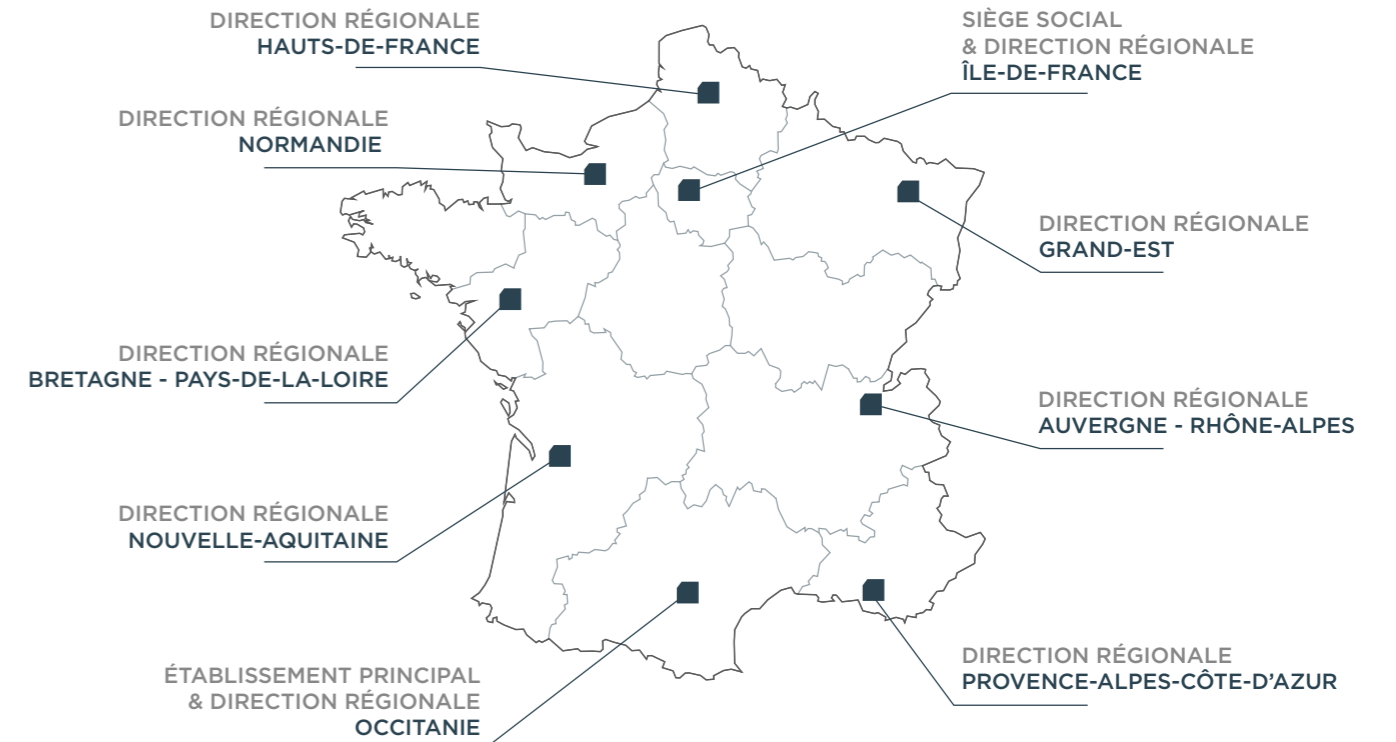 DIRECTION RÉGIONALE
HAUTS-DE-FRANCE
SIÈGE SOCIAL
& DIRECTION RÉGIONALE
ÎLE-DE-FRANCE
DIRECTION RÉGIONALE
NORMANDIE
DIRECTION RÉGIONALE
GRAND-EST
DIRECTION RÉGIONALE
BRETAGNE - PAYS-DE-LA-LOIRE
DIRECTION RÉGIONALE
AUVERGNE - RHÔNE-ALPES
DIRECTION RÉGIONALE
NOUVELLE-AQUITAINE
DIRECTION RÉGIONALE
PROVENCE-ALPES-CÔTE-D’AZUR
ÉTABLISSEMENT PRINCIPAL
& DIRECTION RÉGIONALE
OCCITANIE